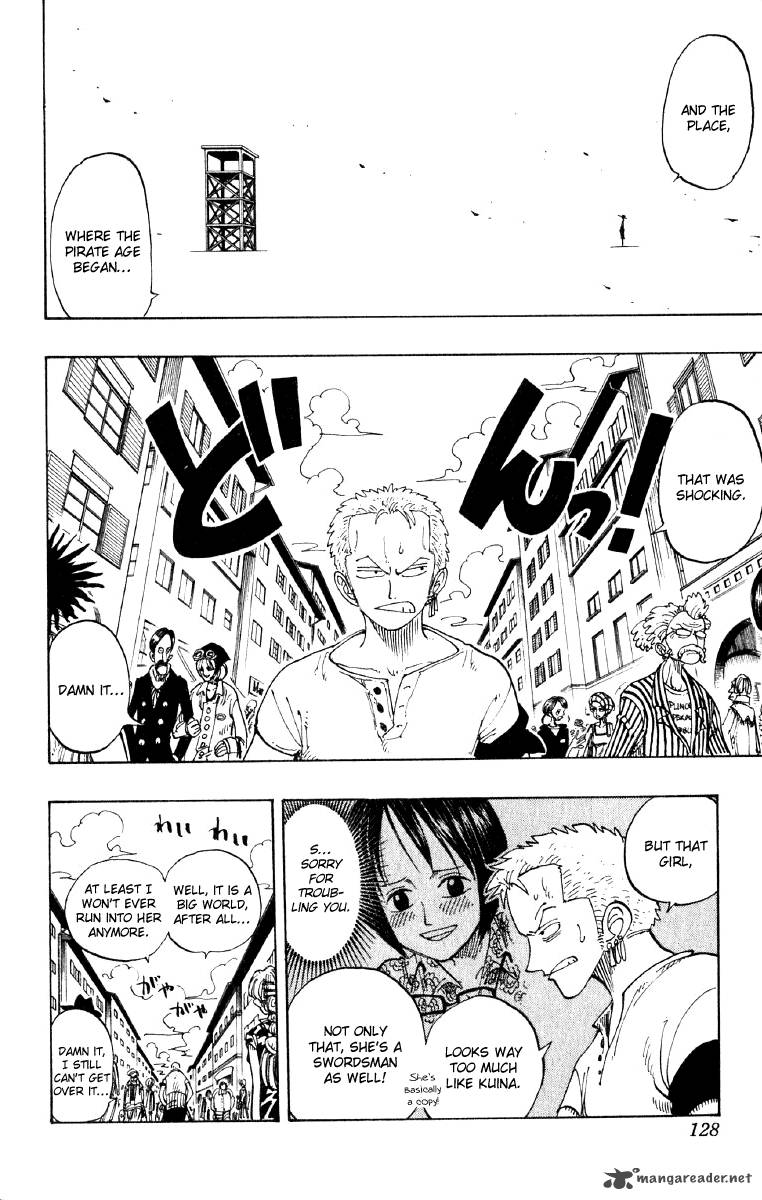 AND THE
PLACE,
WHERE THE
PIRATE AGE
BEGAN...
THAT WAS
SHOCKING.
どんっ!
DAMN IT...
BUT THAT
GIRL,
S...
SORRY
FOR
TROUB-
LING YOU.
LOOKS WAY
TOO MUCH
LIKE KUINA.
She's
basically
a copy!
NOT ONLY
THAT, SHE'S A
SWORDSMAN
AS WELL!
わい わい
WELL, IT IS A
BIG WORLD,
AFTER ALL...
AT LEAST I
WON'T EVER
RUN INTO HER
ANYMORE.
がや
がや
DAMN IT,
I STILL
CAN'T GET
OVER IT...
128
mangareader.net